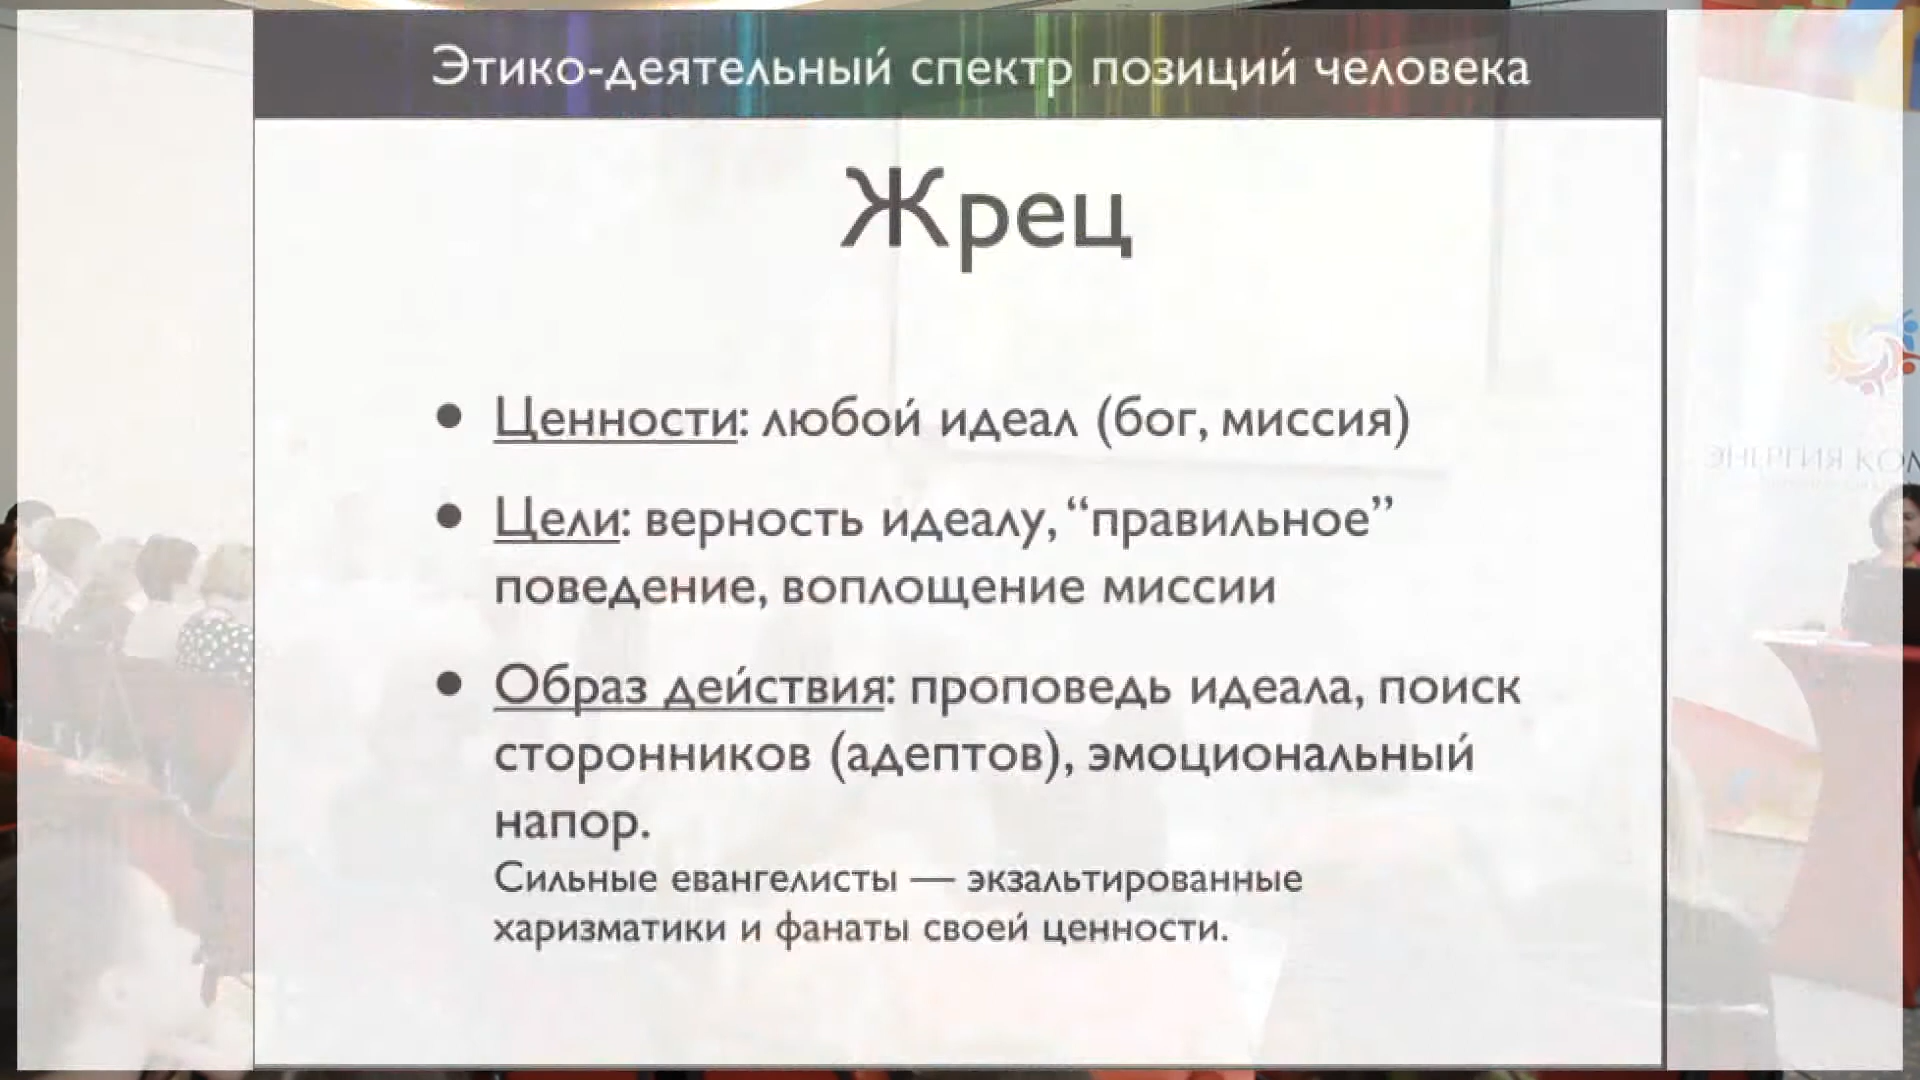 Этико-деятельный спектр позиций человека
Жрец
• Ценности: любой идеал (бог, миссия)
• Цели: верность идеалу, “правильное”
поведение, воплощение миссии
• Образ действия: проповедь идеала, поиск
сторонников (адептов), эмоциональный
напор.
Сильные евангелисты — экзальтированные
харизматики и фанаты своей ценности.
ЭНЕРГИЯ